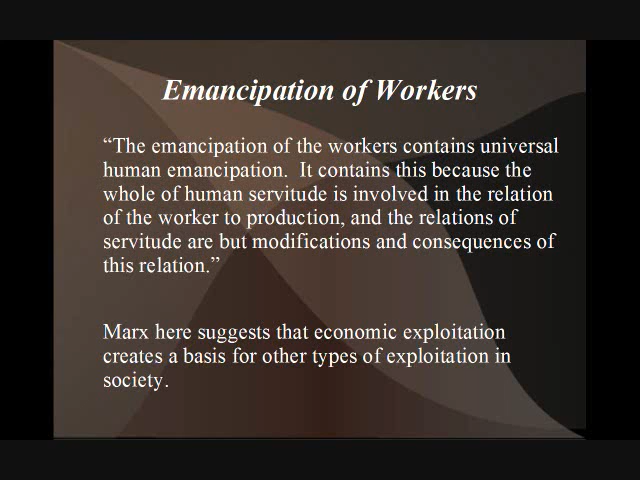 Emancipation of Workers
“The emancipation of the workers contains universal
human emancipation.  It contains this because the
whole of human servitude is involved in the relation
of the worker to production, and the relations of
servitude are but modifications and consequences of
this relation.”
Marx here suggests that economic exploitation
creates a basis for other types of exploitation in
society.